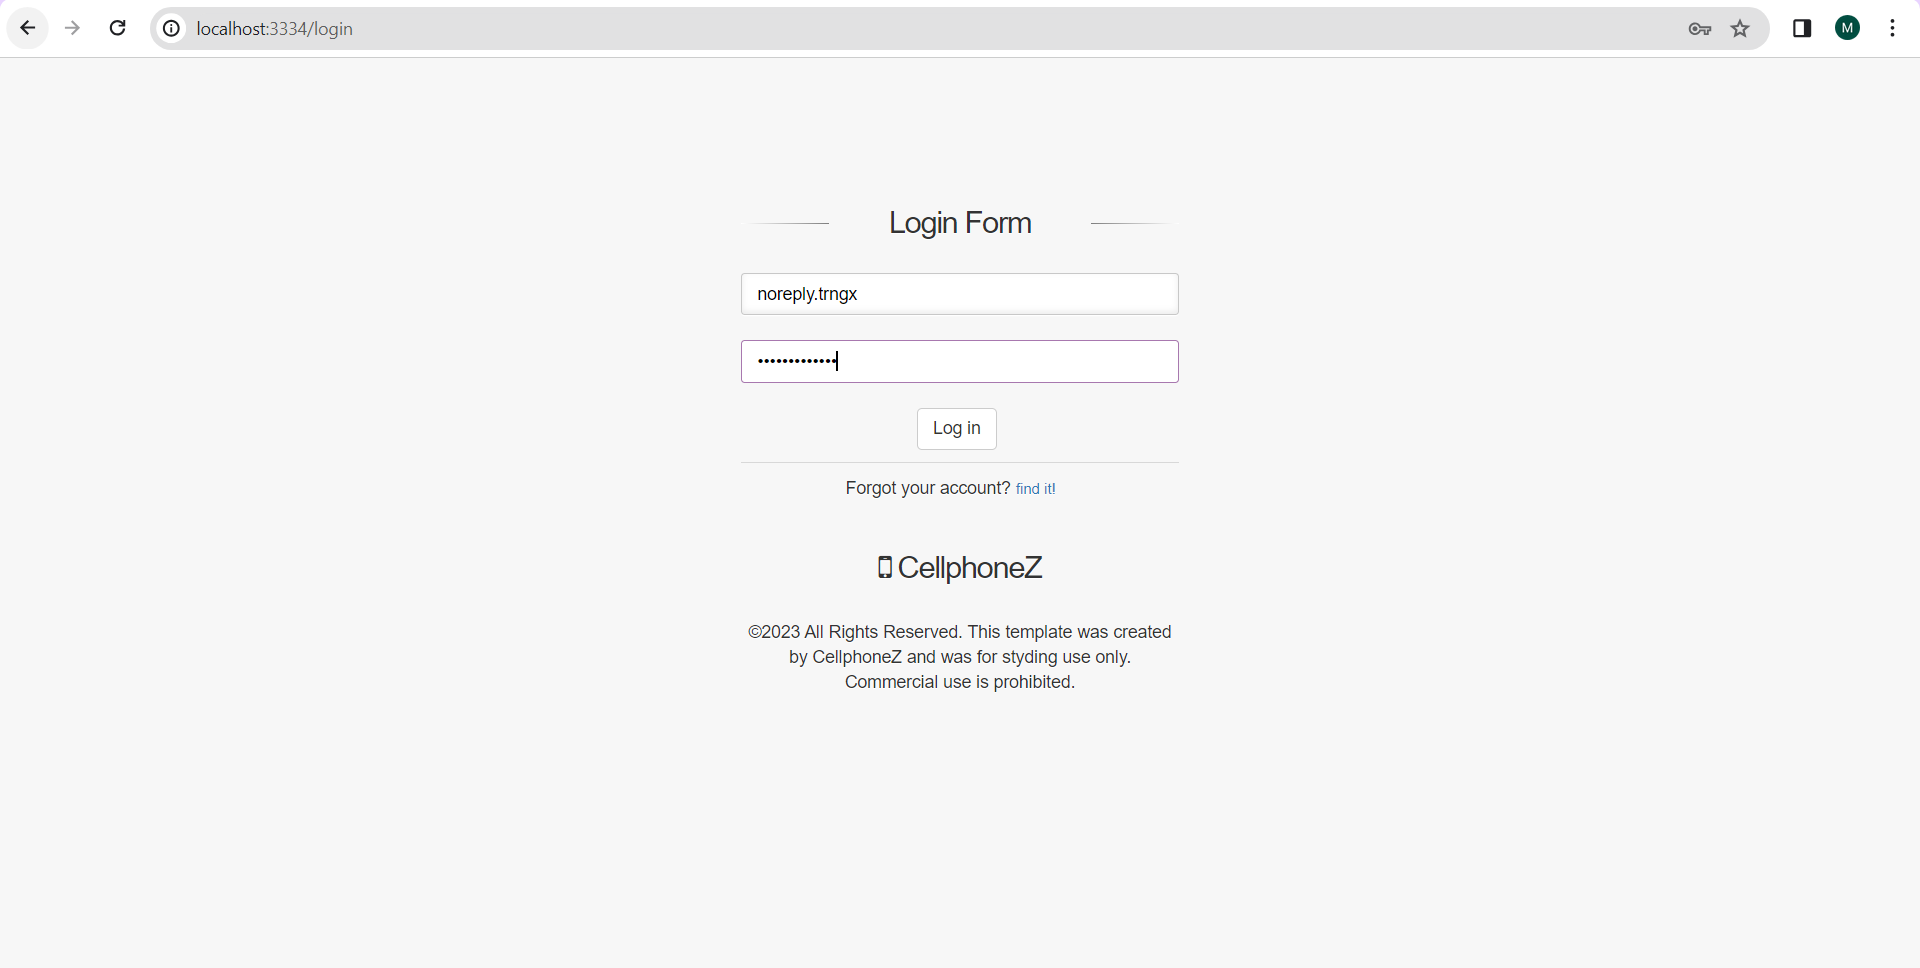 localhost:3334/login
M
Login Form
noreply.trngx
•••••••••••••
Log in
Forgot your account? find it!
CellphoneZ
©2023 All Rights Reserved. This template was created
by CellphoneZ and was for styding use only.
Commercial use is prohibited.